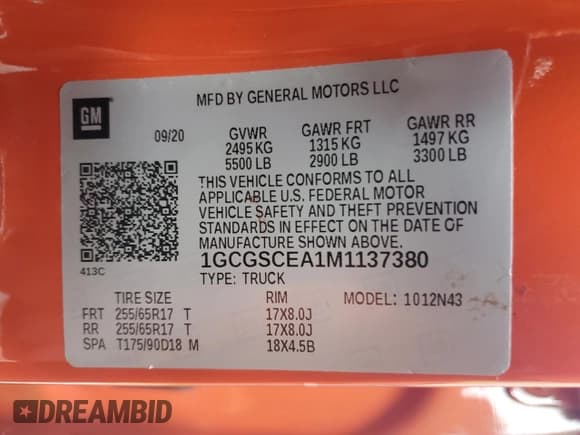 GM
MFD BY GENERAL MOTORS LLC
09/20 GVWR GAWR FRT GAWR RR
2495 KG 1315 KG 1497 KG
5500 LB 2900 LB 3300 LB
THIS VEHICLE CONFORMS TO ALL
APPLICABLE U.S. FEDERAL MOTOR
VEHICLE SAFETY AND THEFT PREVENTION
STANDARDS IN EFFECT ON THE DATE OF
MANUFACTURE SHOWN ABOVE.
413C 1GCGSCEA1M1137380
TYPE: TRUCK
TIRE SIZE RIM MODEL: 1012N43
FRT 255/65R17 T 17X8.0J
RR 255/65R17 T 17X8.0J
SPA T175/90D18 M 18X4.5B
DREAMBID